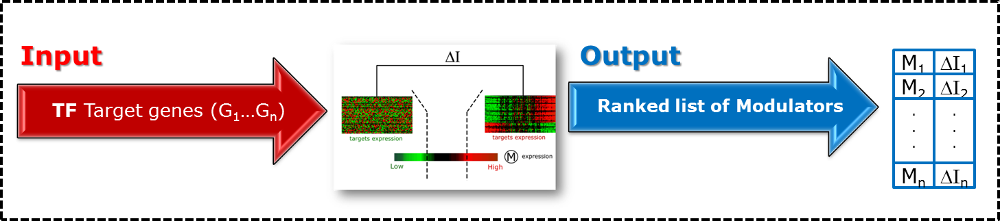 Input
TF Target genes (G1...Gn)
ΔI
targets expression
targets expression
Low
High
M expression
Output
Ranked list of Modulators
M1 ΔI1
M2 ΔI2
. .
. .
. .
Mn ΔIn